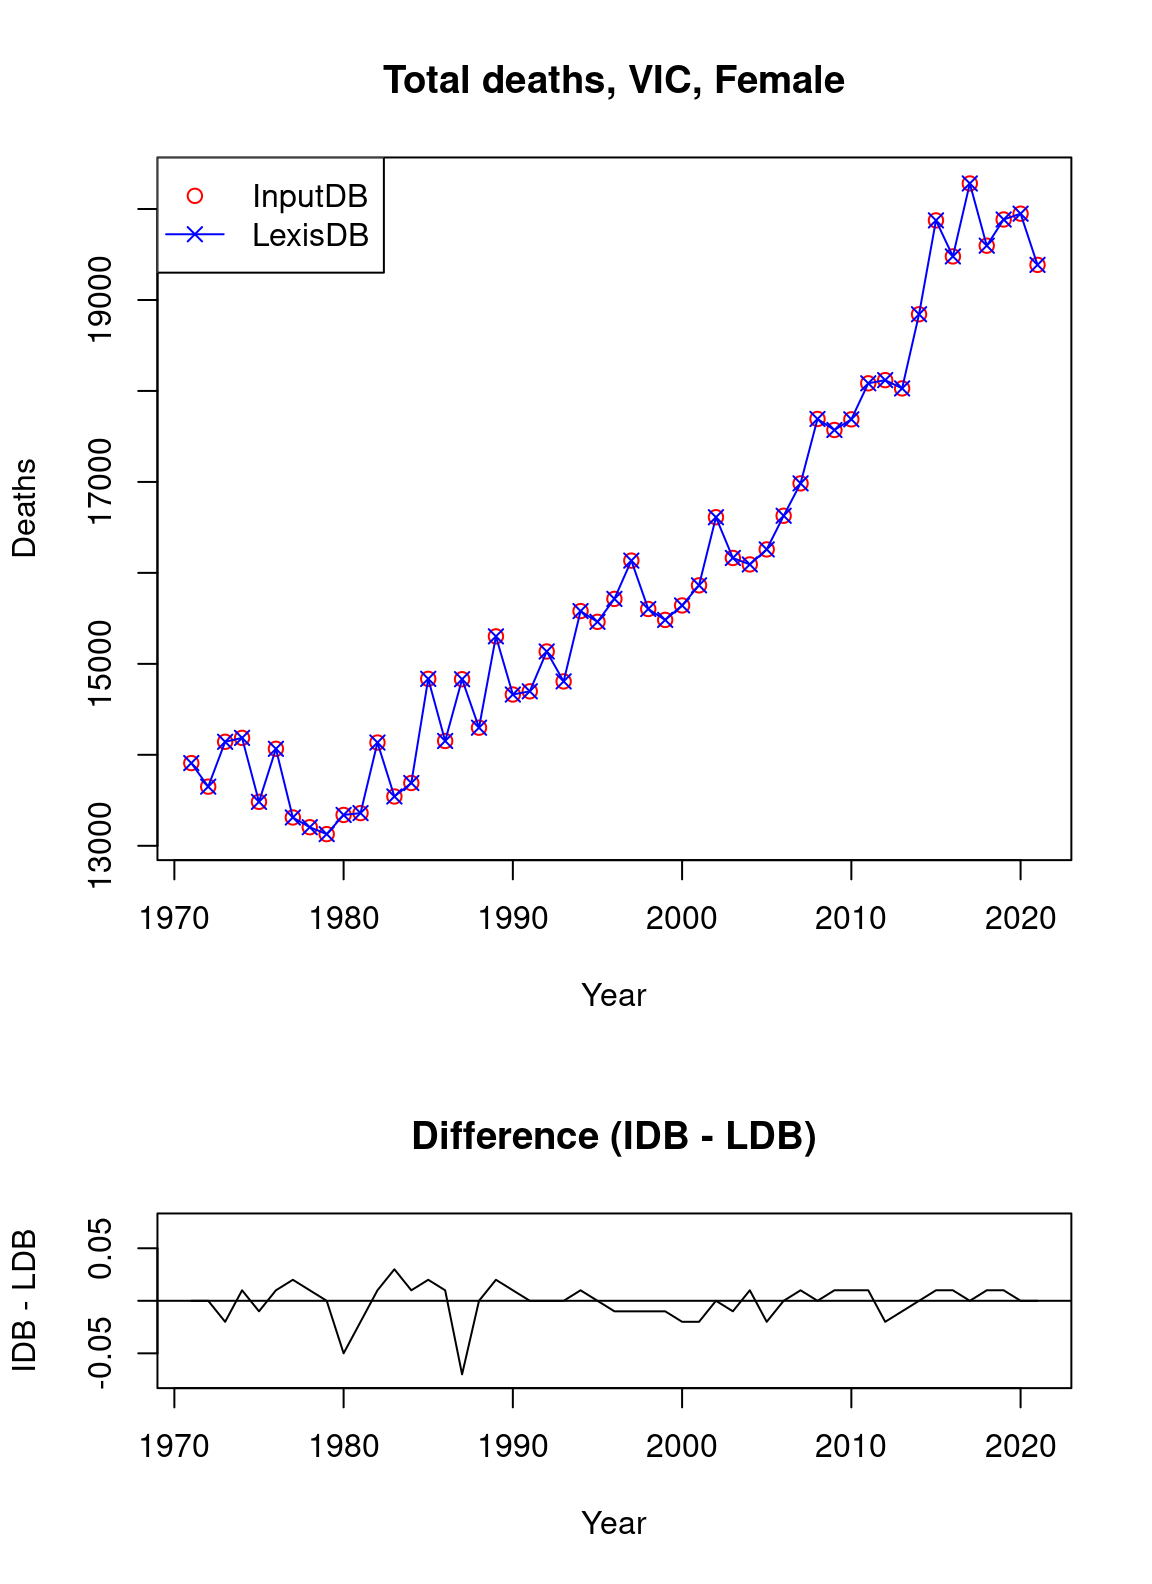 Total deaths, VIC, Female
InputDB
LexisDB
Deaths
13000
15000
17000
19000
1970 1980 1990 2000 2010 2020
Year
Difference (IDB - LDB)
IDB - LDB
-0.05
0.05
1970 1980 1990 2000 2010 2020
Year